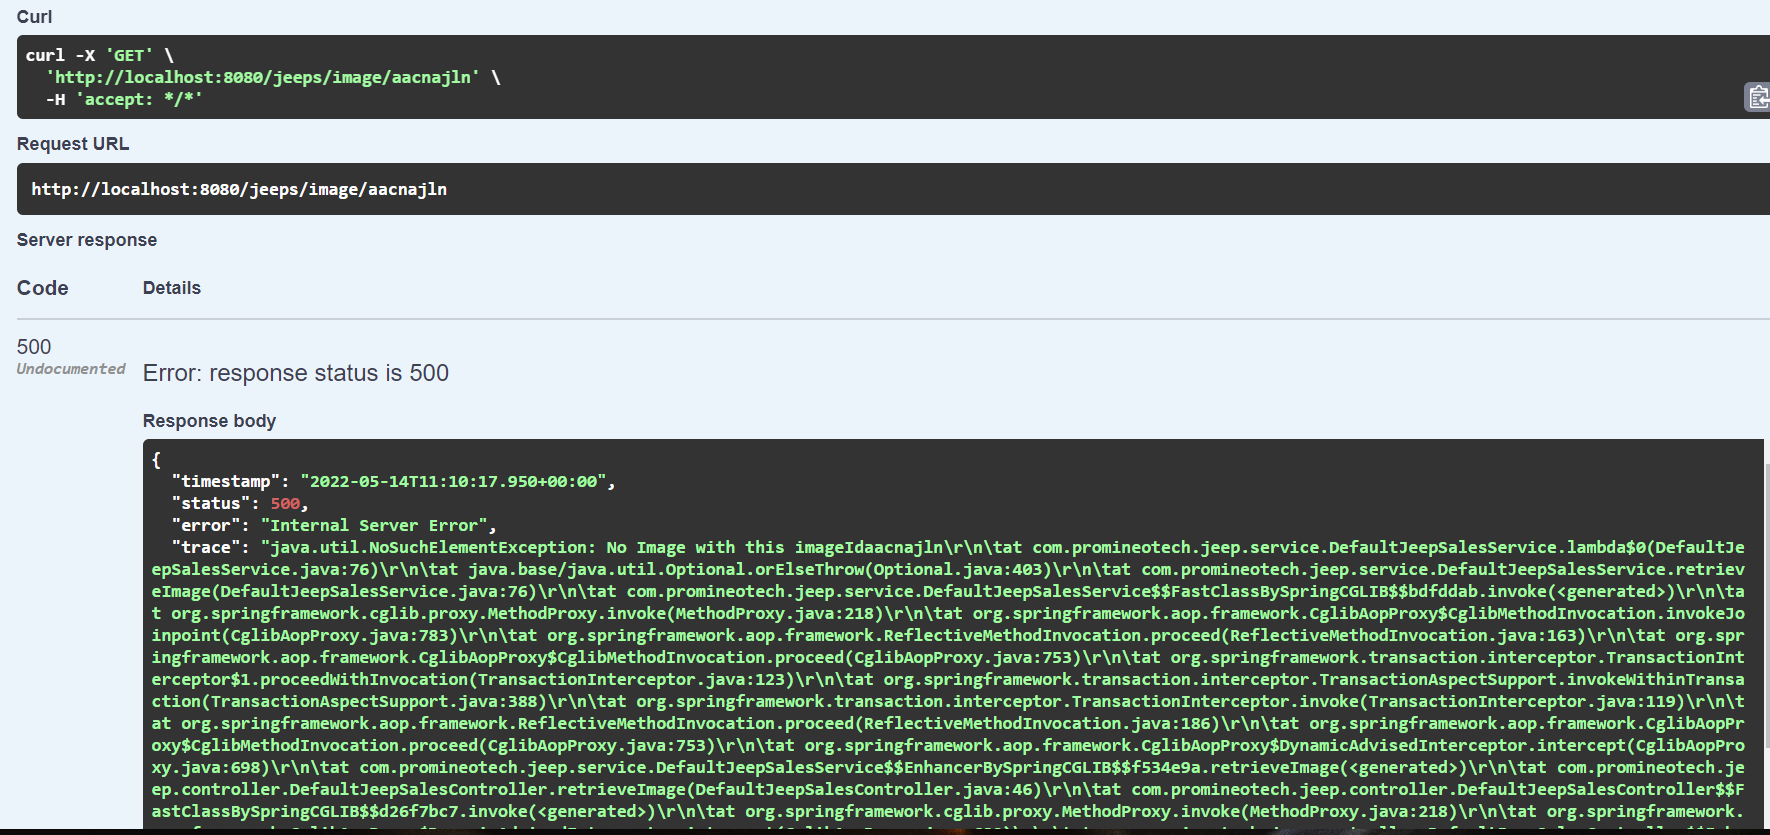 Curl
curl -X 'GET' \
'http://localhost:8080/jeeps/image/aacnajln' \
-H 'accept: */*'
Request URL
http://localhost:8080/jeeps/image/aacnajln
Server response
Code Details
500
Undocumented
Error: response status is 500
Response body
{
"timestamp": "2022-05-14T11:10:17.950+00:00",
"status": 500,
"error": "Internal Server Error",
"trace": "java.util.NoSuchElementException: No Image with this imageIdaacnajln\r\n\tat com.promineotech.jeep.service.DefaultJeepSalesService.lambda$0(DefaultJe
epSalesService.java:76)\r\n\tat java.base/java.util.Optional.orElseThrow(Optional.java:403)\r\n\tat com.promineotech.jeep.service.DefaultJeepSalesService.retriev
eImage(DefaultJeepSalesService.java:76)\r\n\tat com.promineotech.jeep.service.DefaultJeepSalesService$$FastClassBySpringCGLIB$$bdfddab.invoke(<generated>)\r\n\ta
t org.springframework.cglib.proxy.MethodProxy.invoke(MethodProxy.java:218)\r\n\tat org.springframework.aop.framework.CglibAopProxy$CglibMethodInvocation.invokeJo
inpoint(CglibAopProxy.java:783)\r\n\tat org.springframework.aop.framework.ReflectiveMethodInvocation.proceed(ReflectiveMethodInvocation.java:163)\r\n\tat org.spr
ingframework.aop.framework.CglibAopProxy$CglibMethodInvocation.proceed(CglibAopProxy.java:753)\r\n\tat org.springframework.transaction.interceptor.TransactionInt
erceptor$1.proceedWithInvocation(TransactionInterceptor.java:123)\r\n\tat org.springframework.transaction.interceptor.TransactionAspectSupport.invokeWithinTransa
ction(TransactionAspectSupport.java:388)\r\n\tat org.springframework.transaction.interceptor.TransactionInterceptor.invoke(TransactionInterceptor.java:119)\r\n\t
at org.springframework.aop.framework.ReflectiveMethodInvocation.proceed(ReflectiveMethodInvocation.java:186)\r\n\tat org.springframework.aop.framework.CglibAopPr
oxy$CglibMethodInvocation.proceed(CglibAopProxy.java:753)\r\n\tat org.springframework.aop.framework.CglibAopProxy$DynamicAdvisedInterceptor.intercept(CglibAopPro
xy.java:698)\r\n\tat com.promineotech.jeep.service.DefaultJeepSalesService$$EnhancerBySpringCGLIB$$f534e9a.retrieveImage(<generated>)\r\n\tat com.promineotech.je
ep.controller.DefaultJeepSalesController.retrieveImage(DefaultJeepSalesController.java:46)\r\n\tat com.promineotech.jeep.controller.DefaultJeepSalesController$$F
astClassBySpringCGLIB$$d26f7bc7.invoke(<generated>)\r\n\tat org.springframework.cglib.proxy.MethodProxy.invoke(MethodProxy.java:218)\r\n\tat org.springframework.